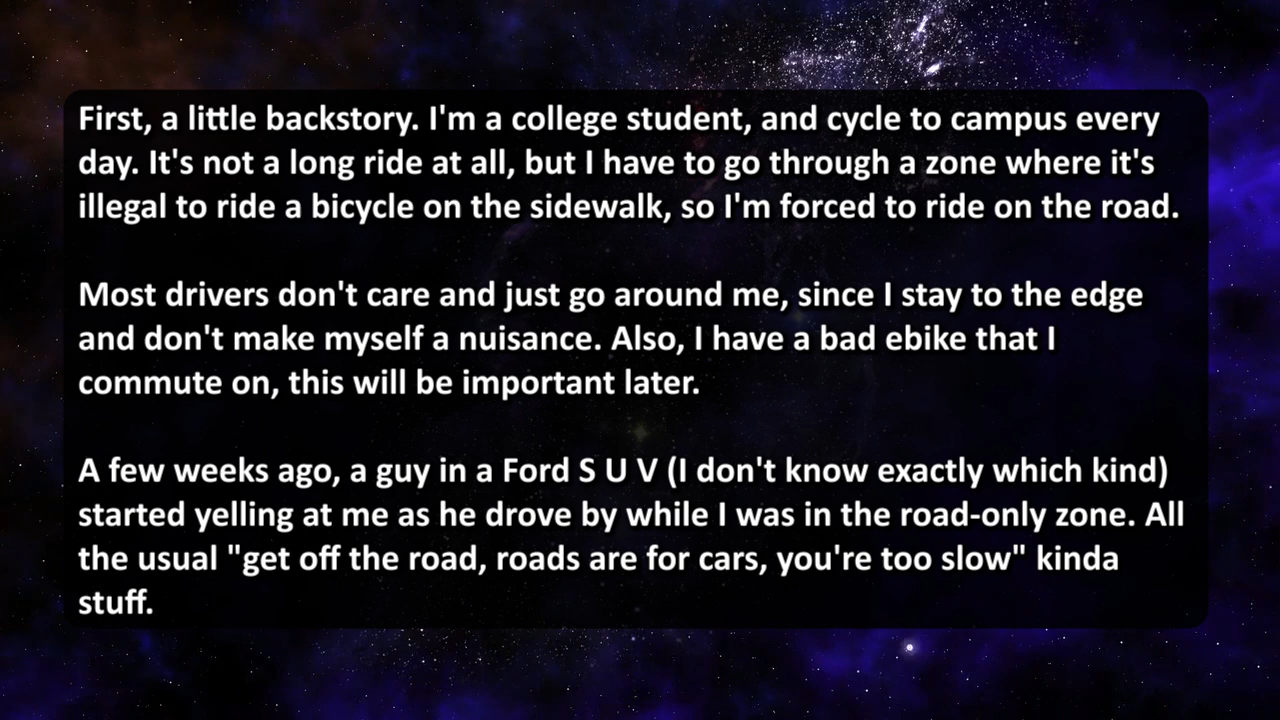 First, a little backstory. I'm a college student, and cycle to campus every
day. It's not a long ride at all, but I have to go through a zone where it's
illegal to ride a bicycle on the sidewalk, so I'm forced to ride on the road.
Most drivers don't care and just go around me, since I stay to the edge
and don't make myself a nuisance. Also, I have a bad ebike that I
commute on, this will be important later.
A few weeks ago, a guy in a Ford S U V (I don't know exactly which kind)
started yelling at me as he drove by while I was in the road-only zone. All
the usual "get off the road, roads are for cars, you're too slow" kinda
stuff.